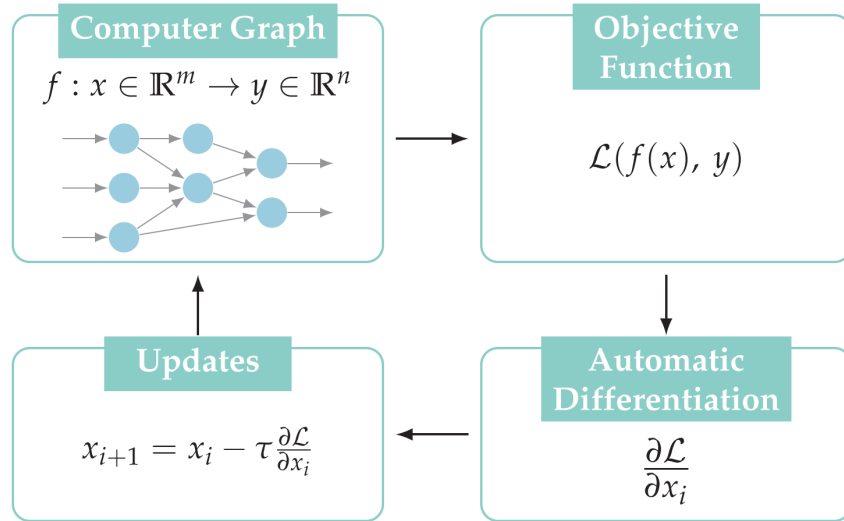 Computer Graph
f : x ∈ ℝ^m → y ∈ ℝ^n
Objective
Function
ℒ(f(x), y)
Updates
x_{i+1} = x_i − τ ∂ℒ/∂x_i
Automatic
Differentiation
∂ℒ/∂x_i